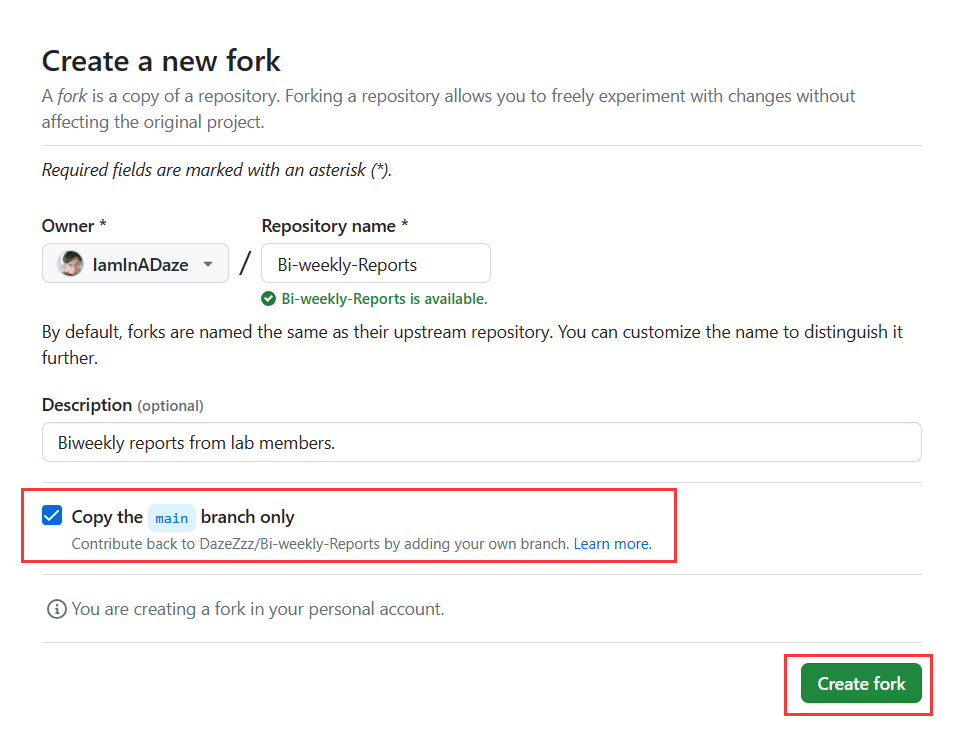 Create a new fork
A fork is a copy of a repository. Forking a repository allows you to freely experiment with changes without
affecting the original project.
Required fields are marked with an asterisk (*).
Owner *
Repository name *
IamInADaze
/
Bi-weekly-Reports
Bi-weekly-Reports is available.
By default, forks are named the same as their upstream repository. You can customize the name to distinguish it
further.
Description (optional)
Biweekly reports from lab members.
Copy the main branch only
Contribute back to DazeZzz/Bi-weekly-Reports by adding your own branch. Learn more.
You are creating a fork in your personal account.
Create fork